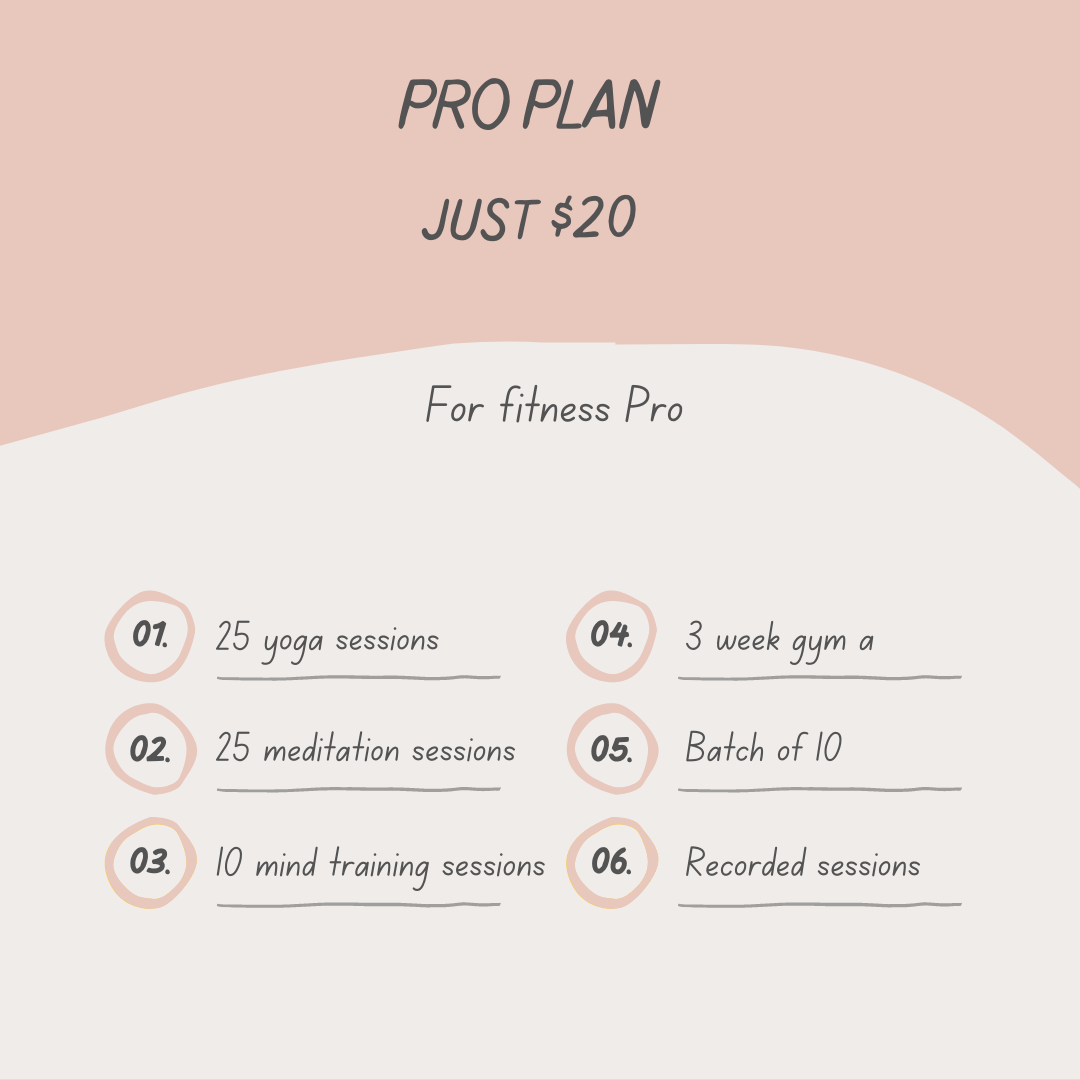 PRO PLAN
JUST $20
For fitness Pro
01. 25 yoga sessions
02. 25 meditation sessions
03. 10 mind training sessions
04. 3 week gym a
05. Batch of 10
06. Recorded sessions